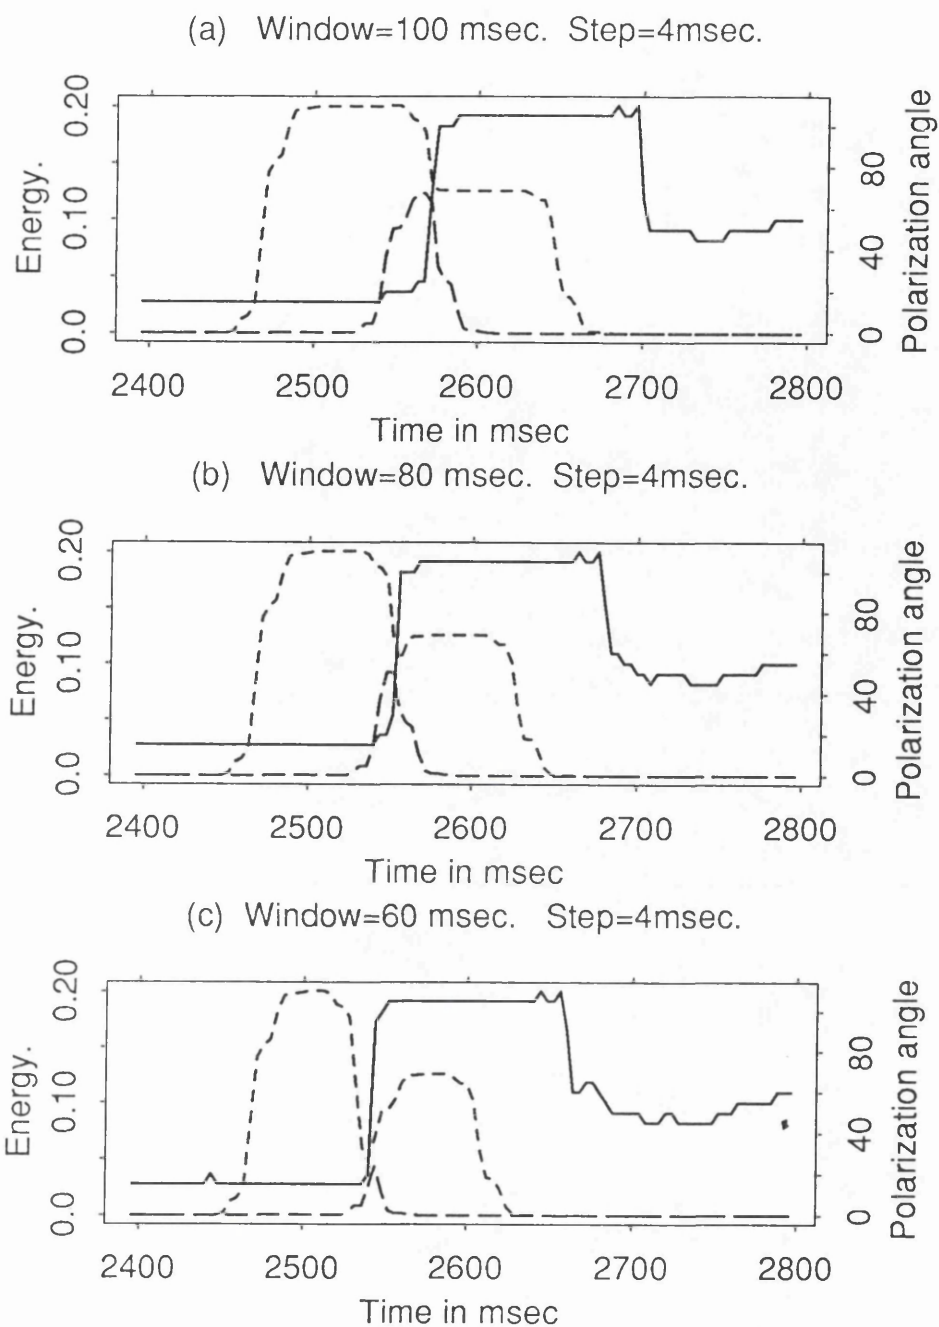 (a) Window=100 msec. Step=4msec.
Energy.
0.0 0.10 0.20
Polarization angle
0 40 80
2400 2500 2600 2700 2800
Time in msec
(b) Window=80 msec. Step=4msec.
Energy.
0.0 0.10 0.20
Polarization angle
0 40 80
2400 2500 2600 2700 2800
Time in msec
(c) Window=60 msec. Step=4msec.
Energy.
0.0 0.10 0.20
Polarization angle
0 40 80
2400 2500 2600 2700 2800
Time in msec